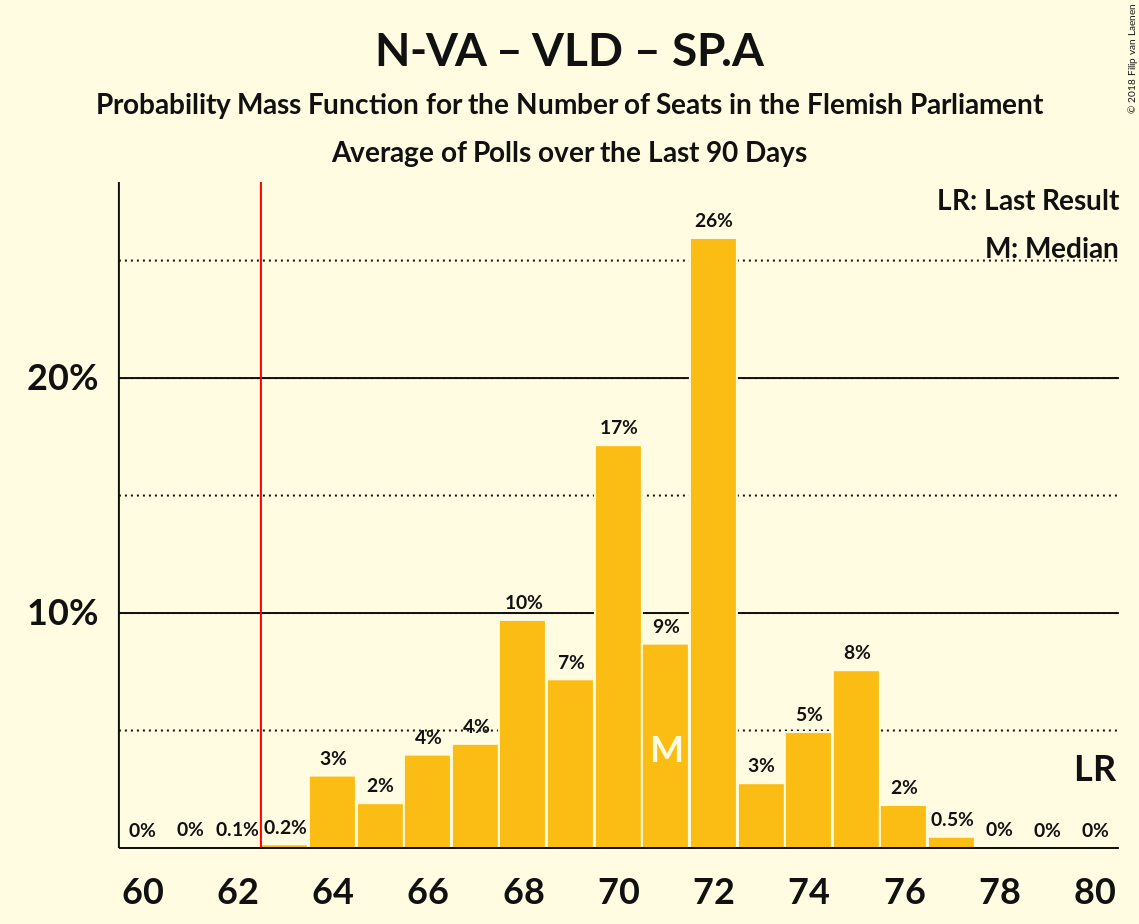 N-VA – VLD – SP.A
Probability Mass Function for the Number of Seats in the Flemish Parliament
Average of Polls over the Last 90 Days
© 2018 Filip van Laenen
LR: Last Result
M: Median
26%
20%
17%
10%
10%
9%
8%
7%
5%
4%
4%
3%
3%
2%
2%
0.5%
0.2%
0.1%
0%
0%
0%
0%
0%
M
LR
60 62 64 66 68 70 72 74 76 78 80